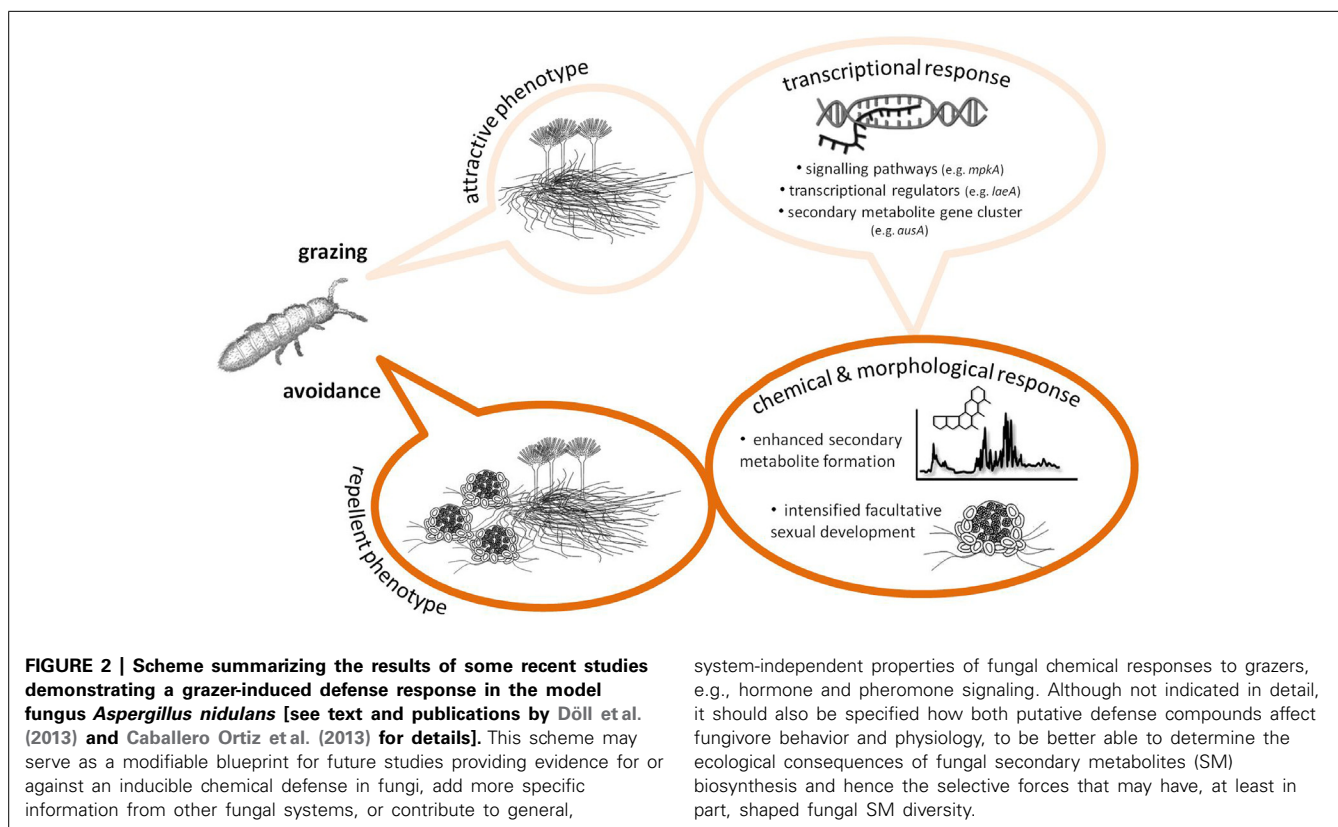 attractive phenotype
transcriptional response
• signalling pathways (e.g. mpkA)
• transcriptional regulators (e.g. laeA)
• secondary metabolite gene cluster
(e.g. ausA)
grazing
avoidance
repellent phenotype
chemical & morphological response
• enhanced secondary
metabolite formation
• intensified facultative
sexual development
FIGURE 2 | Scheme summarizing the results of some recent studies
demonstrating a grazer-induced defense response in the model
fungus Aspergillus nidulans [see text and publications by Döll et al.
(2013) and Caballero Ortiz et al. (2013) for details]. This scheme may
serve as a modifiable blueprint for future studies providing evidence for or
against an inducible chemical defense in fungi, add more specific
information from other fungal systems, or contribute to general,
system-independent properties of fungal chemical responses to grazers,
e.g., hormone and pheromone signaling. Although not indicated in detail,
it should also be specified how both putative defense compounds affect
fungivore behavior and physiology, to be better able to determine the
ecological consequences of fungal secondary metabolites (SM)
biosynthesis and hence the selective forces that may have, at least in
part, shaped fungal SM diversity.